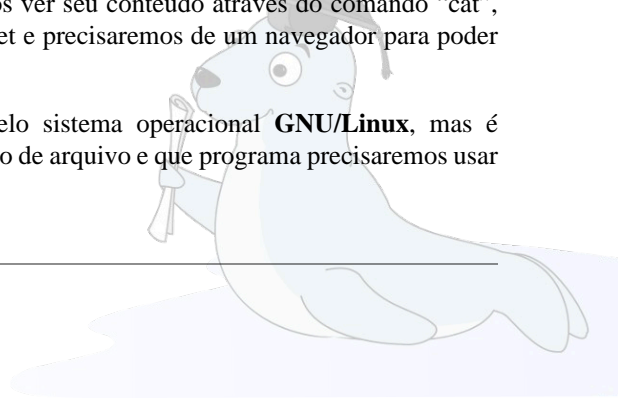 os ver seu conteúdo através do comando "cat",
et e precisaremos de um navegador para poder
elo sistema operacional GNU/Linux, mas é
o de arquivo e que programa precisaremos usar